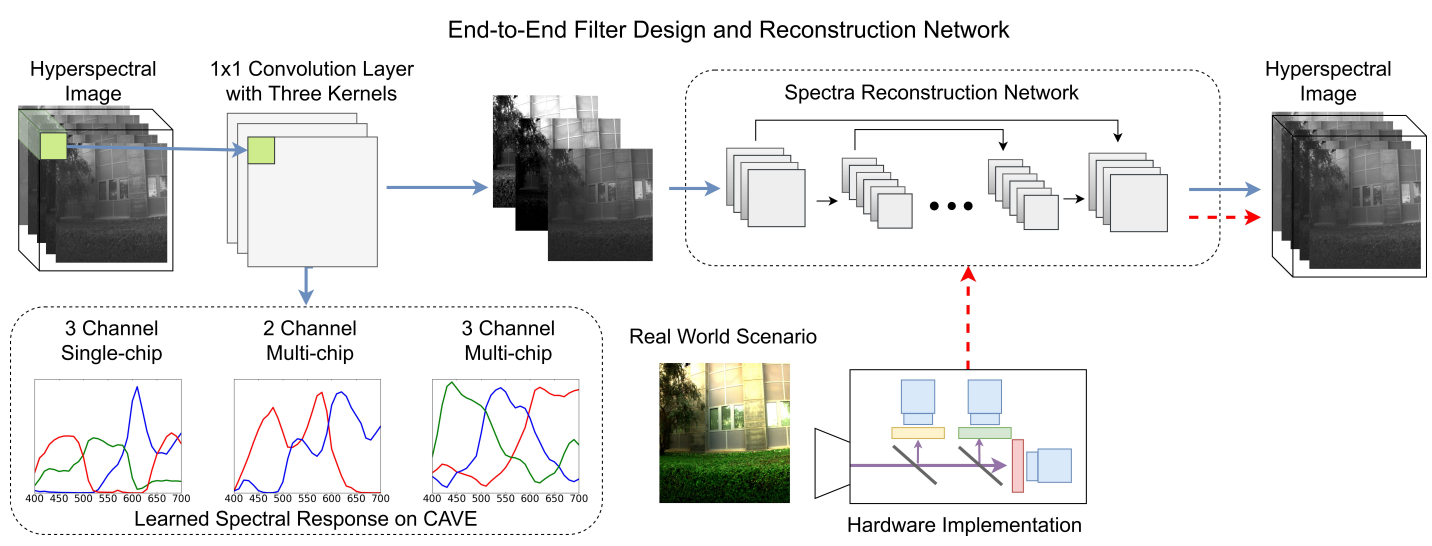 End-to-End Filter Design and Reconstruction Network
Hyperspectral
Image
1x1 Convolution Layer
with Three Kernels
Spectra Reconstruction Network
Hyperspectral
Image
3 Channel
Single-chip
2 Channel
Multi-chip
3 Channel
Multi-chip
400 450 500 550 600 650 700
400 450 500 550 600 650 700
400 450 500 550 600 650 700
Learned Spectral Response on CAVE
Real World Scenario
Hardware Implementation